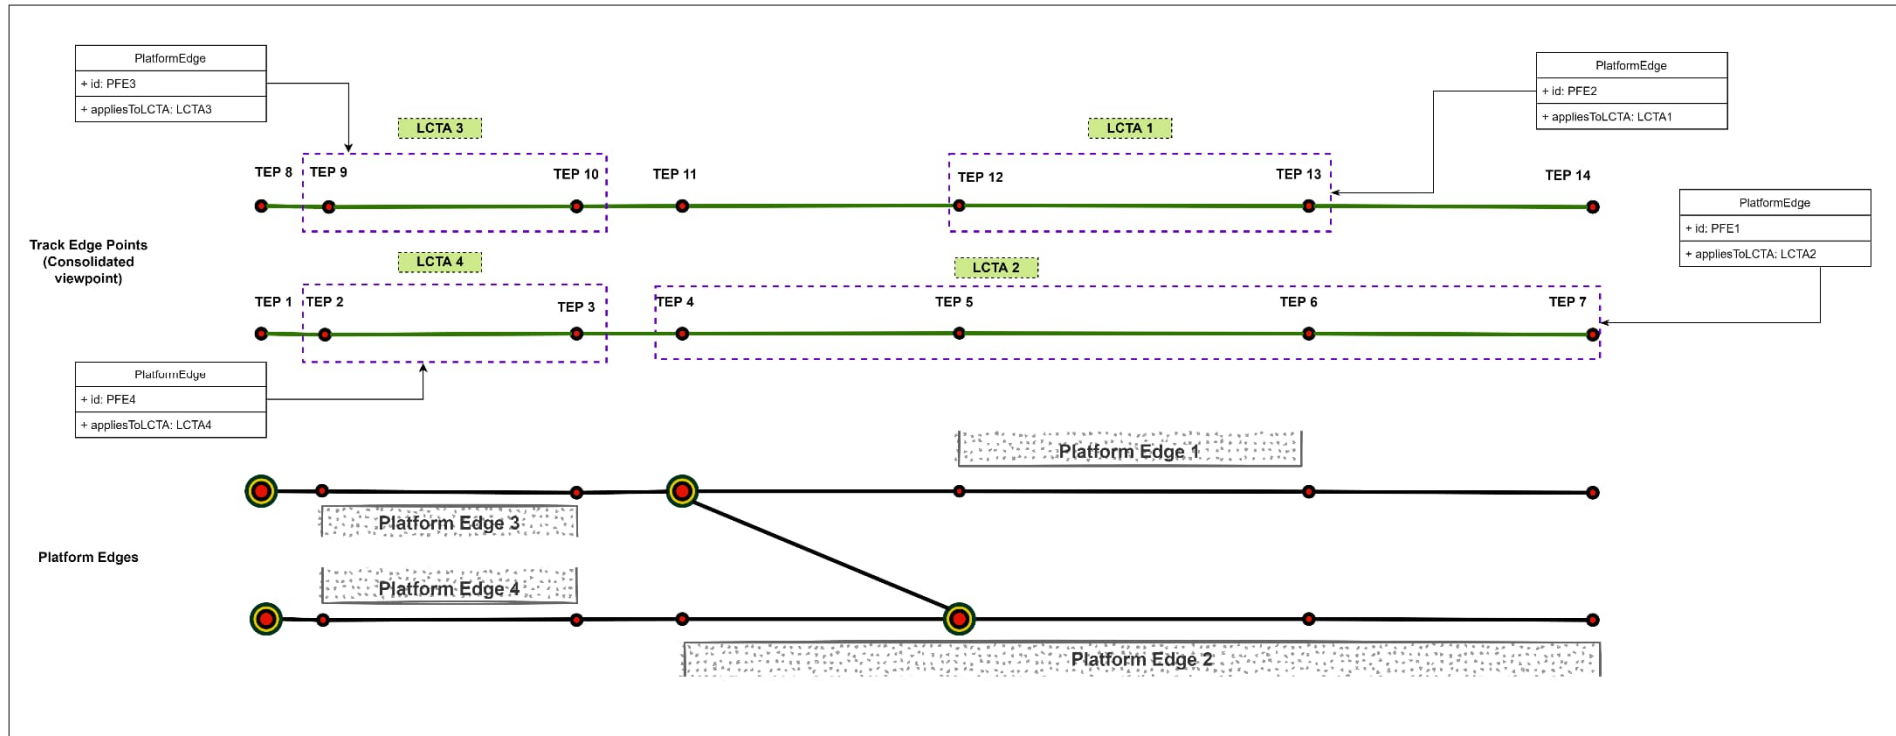 PlatformEdge
+ id: PFE3
+ appliesToLCTA: LCTA3
PlatformEdge
+ id: PFE2
+ appliesToLCTA: LCTA1
LCTA 3
LCTA 1
TEP 8
TEP 9
TEP 10
TEP 11
TEP 12
TEP 13
TEP 14
PlatformEdge
+ id: PFE1
+ appliesToLCTA: LCTA2
Track Edge Points
(Consolidated
viewpoint)
LCTA 4
LCTA 2
TEP 1
TEP 2
TEP 3
TEP 4
TEP 5
TEP 6
TEP 7
PlatformEdge
+ id: PFE4
+ appliesToLCTA: LCTA4
Platform Edge 1
Platform Edge 3
Platform Edges
Platform Edge 4
Platform Edge 2